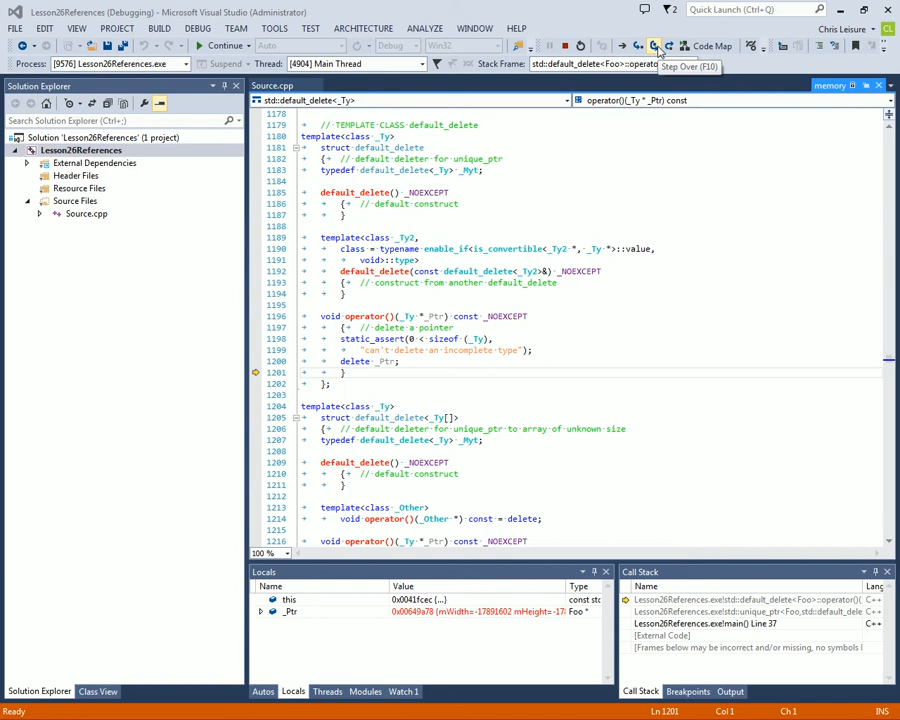 Lesson26References (Debugging) - Microsoft Visual Studio (Administrator)
2
Quick Launch (Ctrl+Q)
FILE EDIT VIEW PROJECT BUILD DEBUG TEAM TOOLS TEST ARCHITECTURE ANALYZE WINDOW HELP
Chris Leisure CL
Continue Auto Debug Win32 Code Map
Process: [9576] Lesson26References.exe Suspend Thread: [4904] Main Thread Stack Frame: std::default_delete<Foo>::operato
Step Over (F10)
Solution Explorer
Search Solution Explorer (Ctrl+;)
Solution 'Lesson26References' (1 project)
Lesson26References
External Dependencies
Header Files
Resource Files
Source Files
Source.cpp
Solution Explorer Class View
Source.cpp memory
std::default_delete<_Ty> operator()(_Ty * _Ptr) const
1178
1179 // TEMPLATE CLASS default_delete
1180 template<class _Ty>
1181 struct default_delete
1182 { // default deleter for unique_ptr
1183 typedef default_delete<_Ty> _Myt;
1184
1185 default_delete() _NOEXCEPT
1186 { // default construct
1187 }
1188
1189 template<class _Ty2,
1190 class = typename enable_if<is_convertible<_Ty2 *, _Ty *>::value,
1191 void>::type>
1192 default_delete(const default_delete<_Ty2>&) _NOEXCEPT
1193 { // construct from another default_delete
1194 }
1195
1196 void operator()(_Ty *_Ptr) const _NOEXCEPT
1197 { // delete a pointer
1198 static_assert(0 < sizeof (_Ty),
1199 "can't delete an incomplete type");
1200 delete _Ptr;
1201 }
1202 };
1203
1204 template<class _Ty>
1205 struct default_delete<_Ty[]>
1206 { // default deleter for unique_ptr to array of unknown size
1207 typedef default_delete<_Ty> _Myt;
1208
1209 default_delete() _NOEXCEPT
1210 { // default construct
1211 }
1212
1213 template<class _Other>
1214 void operator()(_Other *) const = delete;
1215
1216 void operator()(_Ty *_Ptr) const _NOEXCEPT
100 %
Locals
Name Value Type
this 0x0041fcec {...} const std
_Ptr 0x00649a78 {mWidth=-17891602 mHeight=-178 Foo *
Autos Locals Threads Modules Watch 1
Call Stack
Name Lang
Lesson26References.exe!std::default_delete<Foo>::operator()( C++
Lesson26References.exe!std::unique_ptr<Foo,std::default_dele C++
Lesson26References.exe!main() Line 37 C++
[External Code]
[Frames below may be incorrect and/or missing, no symbols l
Call Stack Breakpoints Output
Ready Ln 1201 Col 1 Ch 1 INS